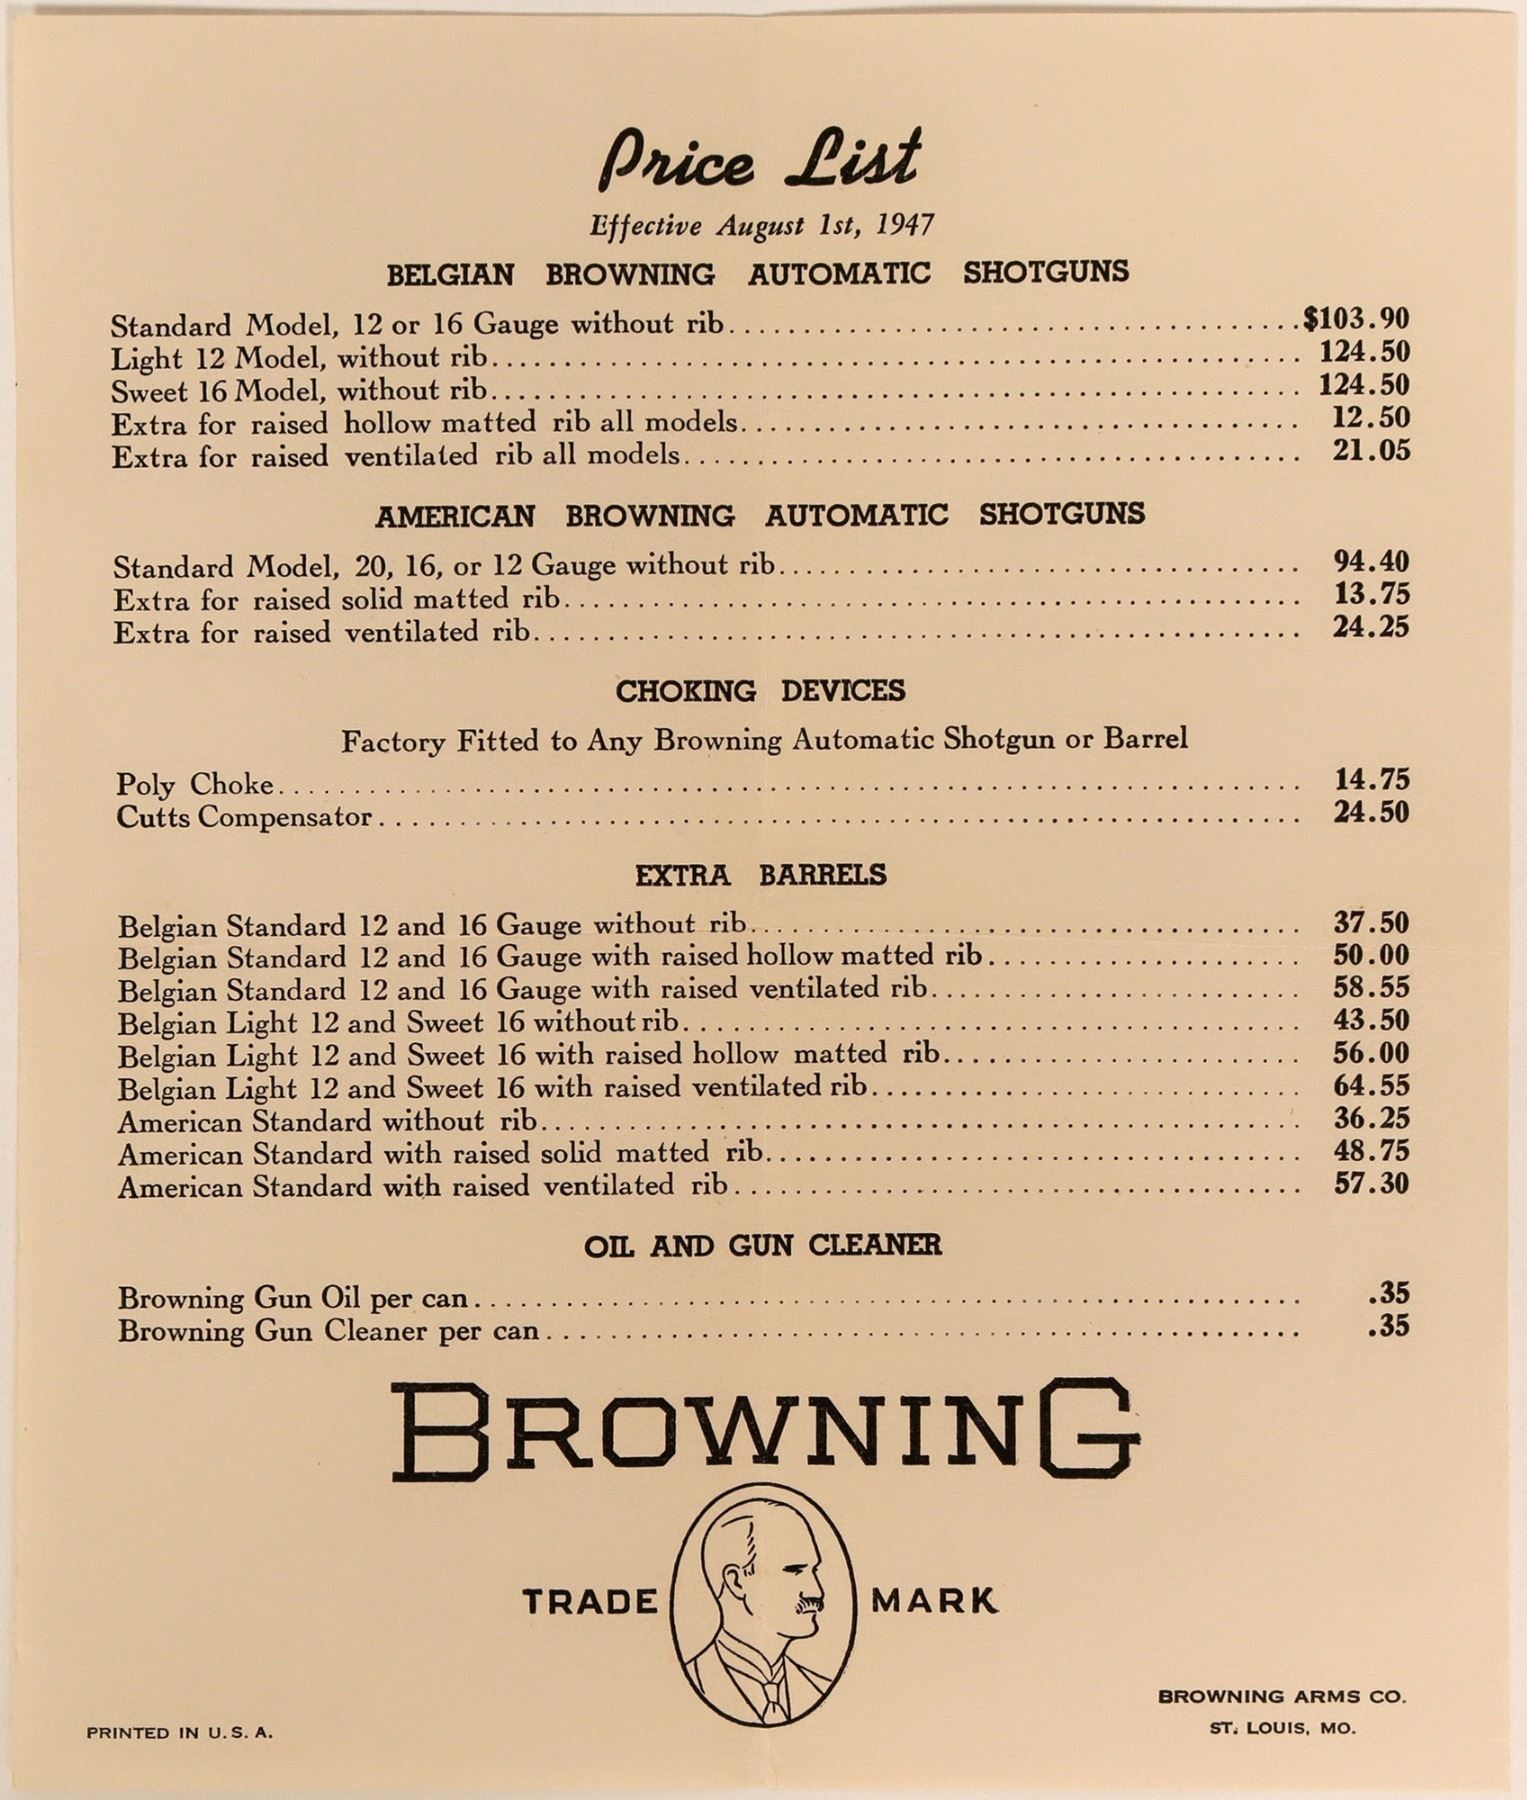 Price List
Effective August 1st, 1947
BELGIAN BROWNING AUTOMATIC SHOTGUNS
Standard Model, 12 or 16 Gauge without rib........................................$103.90
Light 12 Model, without rib........................................ 124.50
Sweet 16 Model, without rib........................................ 124.50
Extra for raised hollow matted rib all models........................................ 12.50
Extra for raised ventilated rib all models........................................ 21.05
AMERICAN BROWNING AUTOMATIC SHOTGUNS
Standard Model, 20, 16, or 12 Gauge without rib........................................ 94.40
Extra for raised solid matted rib........................................ 13.75
Extra for raised ventilated rib........................................ 24.25
CHOKING DEVICES
Factory Fitted to Any Browning Automatic Shotgun or Barrel
Poly Choke........................................ 14.75
Cutts Compensator........................................ 24.50
EXTRA BARRELS
Belgian Standard 12 and 16 Gauge without rib........................................ 37.50
Belgian Standard 12 and 16 Gauge with raised hollow matted rib........................................ 50.00
Belgian Standard 12 and 16 Gauge with raised ventilated rib........................................ 58.55
Belgian Light 12 and Sweet 16 without rib........................................ 43.50
Belgian Light 12 and Sweet 16 with raised hollow matted rib........................................ 56.00
Belgian Light 12 and Sweet 16 with raised ventilated rib........................................ 64.55
American Standard without rib........................................ 36.25
American Standard with raised solid matted rib........................................ 48.75
American Standard with raised ventilated rib........................................ 57.30
OIL AND GUN CLEANER
Browning Gun Oil per can........................................ .35
Browning Gun Cleaner per can........................................ .35
BROWNING
TRADE MARK
BROWNING ARMS CO.
ST. LOUIS, MO.
PRINTED IN U. S. A.